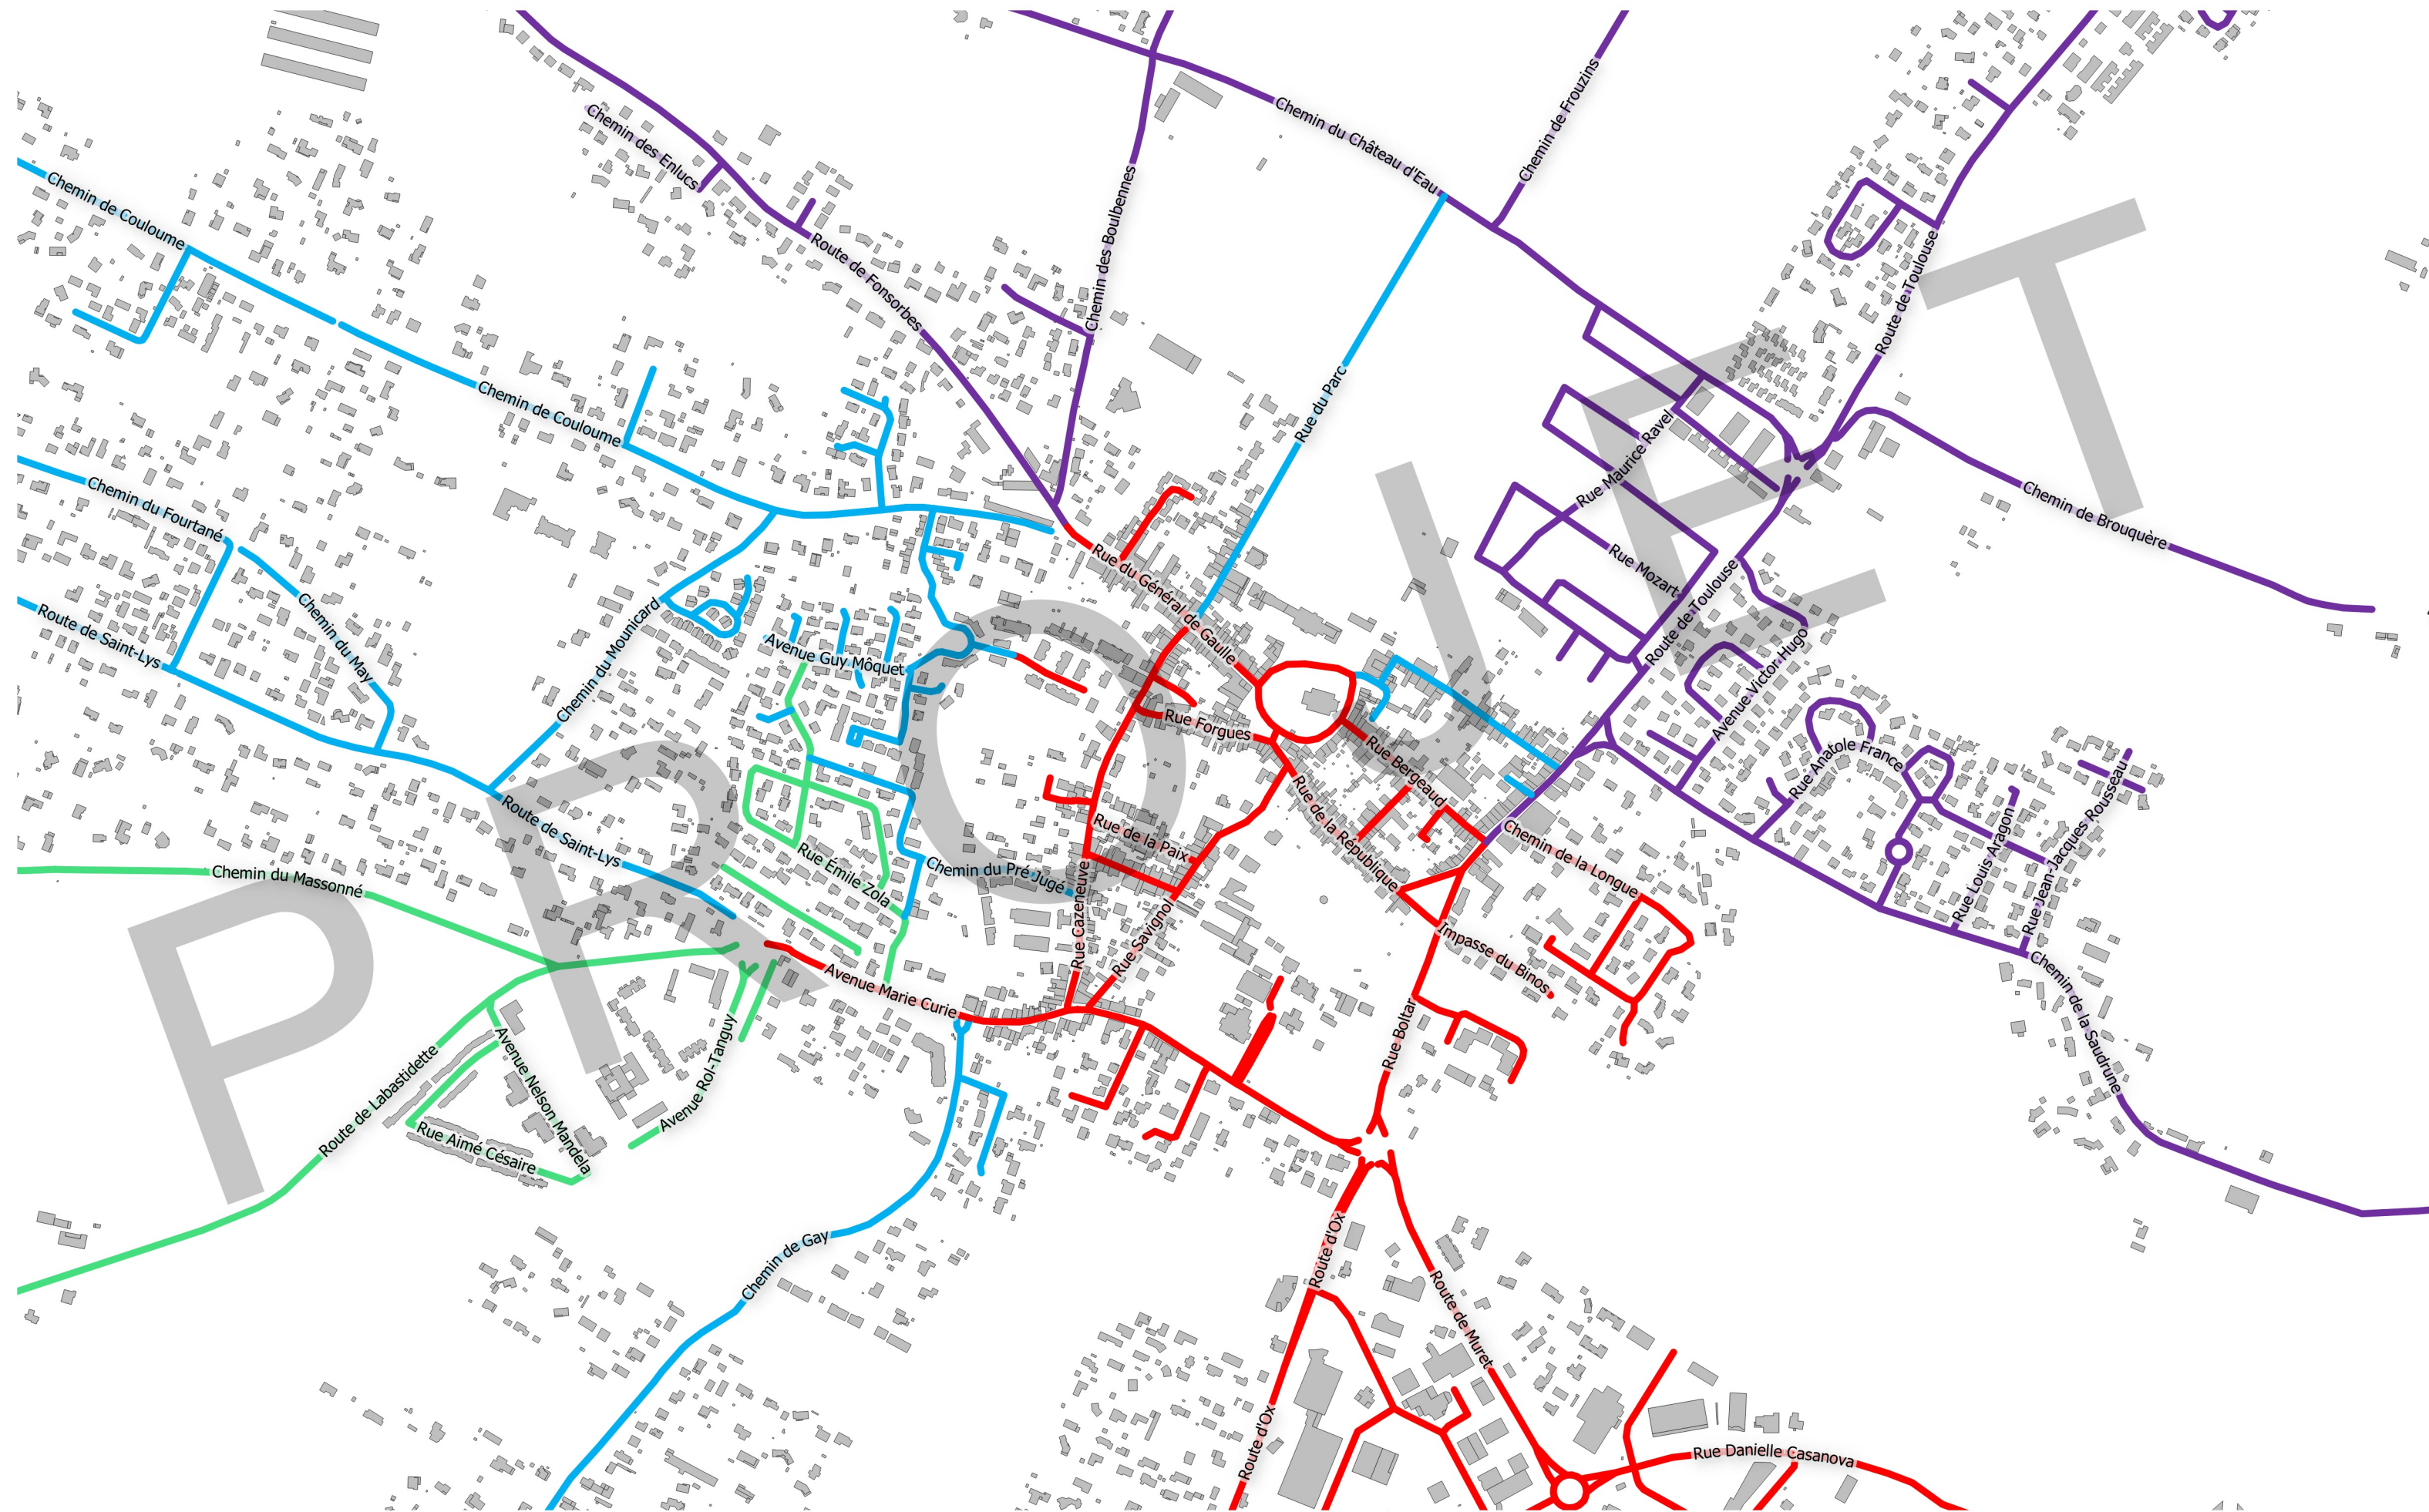 Chemin des Enlucs
Chemin du Château d'Eau
Chemin de Frouzins
Chemin de Couloume
Route de Fonsorbes
Chemin des Boulbennes
Route de Toulouse
Chemin de Couloume
Rue du Parc
Rue Maurice Ravel
Chemin du Fourtané
Chemin de Brouquère
Rue du Général de Gaulle
Rue Mozart
Route de Toulouse
Route de Saint-Lys
Chemin du May
Chemin du Mounicard
Avenue Guy Môquet
Avenue Victor Hugo
Rue Forgues
Rue Bergeaud
Rue Anatole France
Route de Saint-Lys
Rue de la République
Rue de la Paix
Chemin de la Longue
Rue Louis Aragon
Rue Jean-Jacques Rousseau
Chemin du Massonné
Rue Émile Zola
Chemin du Pré Jugé
Rue Cazeneuve
Rue Savignol
Impasse du Binos
Avenue Marie Curie
Chemin de la Saudrune
Rue Boltar
Avenue Nelson Mandela
Avenue Rol-Tanguy
Route de Labastidette
Rue Aimé Césaire
Chemin de Gay
Route d'Ox
Route de Muret
Route d'Ox
Rue Danielle Casanova
PROJET